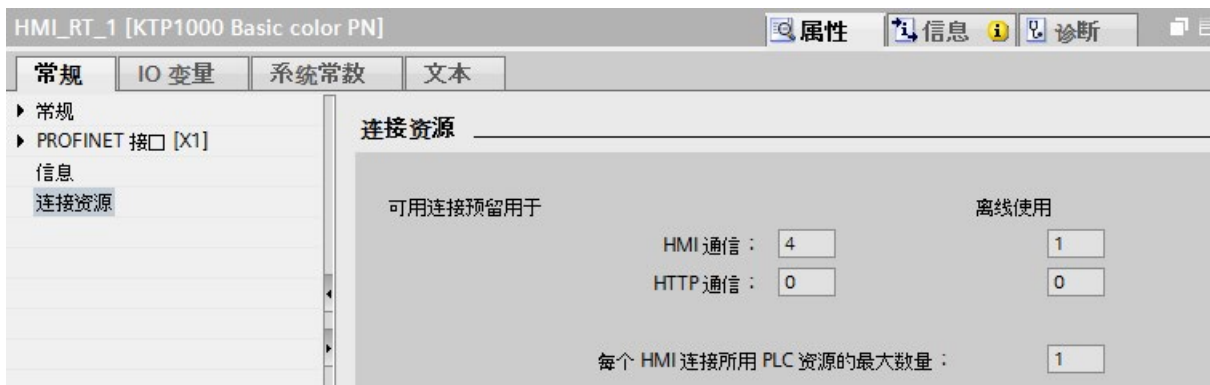 HMI_RT_1 [KTP1000 Basic color PN]
属性 信息 诊断
常规 IO 变量 系统常数 文本
常规
PROFINET 接口 [X1]
信息
连接资源
连接资源
可用连接预留用于 离线使用
HMI 通信： 4 1
HTTP 通信： 0 0
每个 HMI 连接所用 PLC 资源的最大数量： 1